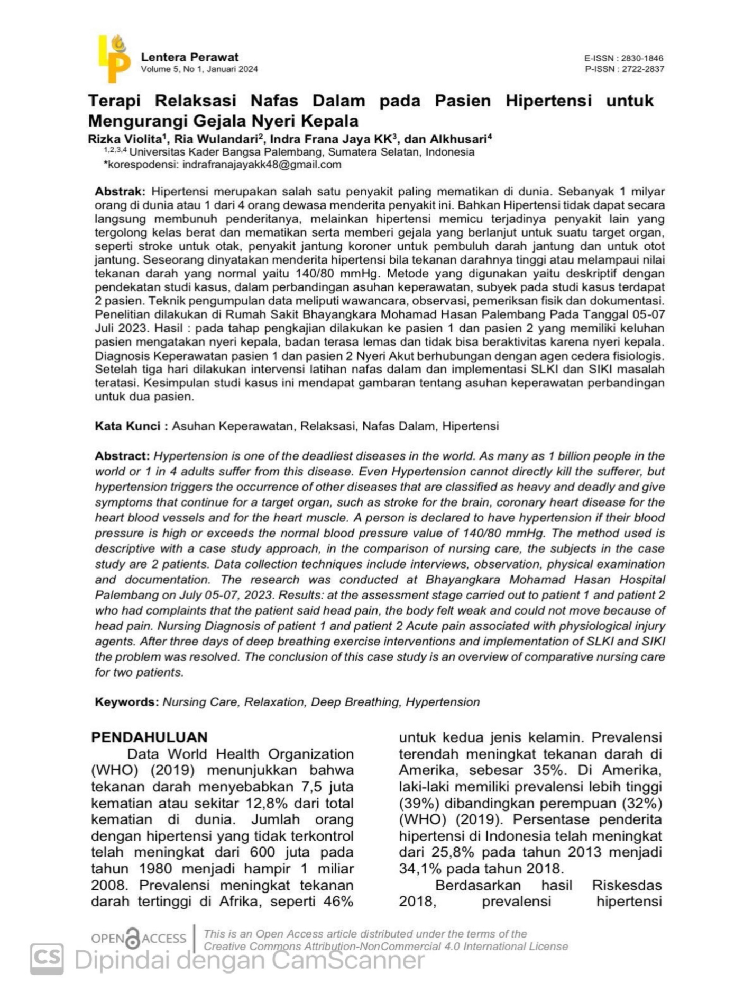 LP
Lentera Perawat
Volume 5, No 1, Januari 2024
E-ISSN : 2830-1846
P-ISSN : 2722-2837
Terapi Relaksasi Nafas Dalam pada Pasien Hipertensi untuk
Mengurangi Gejala Nyeri Kepala
Rizka Violita¹, Ria Wulandari², Indra Frana Jaya KK³, dan Alkhusari⁴
¹,²,³,⁴ Universitas Kader Bangsa Palembang, Sumatera Selatan, Indonesia
*korespodensi: indrafranajayakk48@gmail.com
Abstrak: Hipertensi merupakan salah satu penyakit paling mematikan di dunia. Sebanyak 1 milyar
orang di dunia atau 1 dari 4 orang dewasa menderita penyakit ini. Bahkan Hipertensi tidak dapat secara
langsung membunuh penderitanya, melainkan hipertensi memicu terjadinya penyakit lain yang
tergolong kelas berat dan mematikan serta memberi gejala yang berlanjut untuk suatu target organ,
seperti stroke untuk otak, penyakit jantung koroner untuk pembuluh darah jantung dan untuk otot
jantung. Seseorang dinyatakan menderita hipertensi bila tekanan darahnya tinggi atau melampaui nilai
tekanan darah yang normal yaitu 140/80 mmHg. Metode yang digunakan yaitu deskriptif dengan
pendekatan studi kasus, dalam perbandingan asuhan keperawatan, subyek pada studi kasus terdapat
2 pasien. Teknik pengumpulan data meliputi wawancara, observasi, pemeriksan fisik dan dokumentasi.
Penelitian dilakukan di Rumah Sakit Bhayangkara Mohamad Hasan Palembang Pada Tanggal 05-07
Juli 2023. Hasil : pada tahap pengkajian dilakukan ke pasien 1 dan pasien 2 yang memiliki keluhan
pasien mengatakan nyeri kepala, badan terasa lemas dan tidak bisa beraktivitas karena nyeri kepala.
Diagnosis Keperawatan pasien 1 dan pasien 2 Nyeri Akut berhubungan dengan agen cedera fisiologis.
Setelah tiga hari dilakukan intervensi latihan nafas dalam dan implementasi SLKI dan SIKI masalah
teratasi. Kesimpulan studi kasus ini mendapat gambaran tentang asuhan keperawatan perbandingan
untuk dua pasien.
Kata Kunci : Asuhan Keperawatan, Relaksasi, Nafas Dalam, Hipertensi
Abstract: Hypertension is one of the deadliest diseases in the world. As many as 1 billion people in the
world or 1 in 4 adults suffer from this disease. Even Hypertension cannot directly kill the sufferer, but
hypertension triggers the occurrence of other diseases that are classified as heavy and deadly and give
symptoms that continue for a target organ, such as stroke for the brain, coronary heart disease for the
heart blood vessels and for the heart muscle. A person is declared to have hypertension if their blood
pressure is high or exceeds the normal blood pressure value of 140/80 mmHg. The method used is
descriptive with a case study approach, in the comparison of nursing care, the subjects in the case
study are 2 patients. Data collection techniques include interviews, observation, physical examination
and documentation. The research was conducted at Bhayangkara Mohamad Hasan Hospital
Palembang on July 05-07, 2023. Results: at the assessment stage carried out to patient 1 and patient 2
who had complaints that the patient said head pain, the body felt weak and could not move because of
head pain. Nursing Diagnosis of patient 1 and patient 2 Acute pain associated with physiological injury
agents. After three days of deep breathing exercise interventions and implementation of SLKI and SIKI
the problem was resolved. The conclusion of this case study is an overview of comparative nursing care
for two patients.
Keywords: Nursing Care, Relaxation, Deep Breathing, Hypertension
PENDAHULUAN
Data World Health Organization
(WHO) (2019) menunjukkan bahwa
tekanan darah menyebabkan 7,5 juta
kematian atau sekitar 12,8% dari total
kematian di dunia. Jumlah orang
dengan hipertensi yang tidak terkontrol
telah meningkat dari 600 juta pada
tahun 1980 menjadi hampir 1 miliar
2008. Prevalensi meningkat tekanan
darah tertinggi di Afrika, seperti 46%
untuk kedua jenis kelamin. Prevalensi
terendah meningkat tekanan darah di
Amerika, sebesar 35%. Di Amerika,
laki-laki memiliki prevalensi lebih tinggi
(39%) dibandingkan perempuan (32%)
(WHO) (2019). Persentase penderita
hipertensi di Indonesia telah meningkat
dari 25,8% pada tahun 2013 menjadi
34,1% pada tahun 2018.
Berdasarkan hasil Riskesdas
2018, prevalensi hipertensi
OPEN ACCESS
This is an Open Access article distributed under the terms of the
Creative Commons Attribution-NonCommercial 4.0 International License
CS Dipindai dengan CamScanner